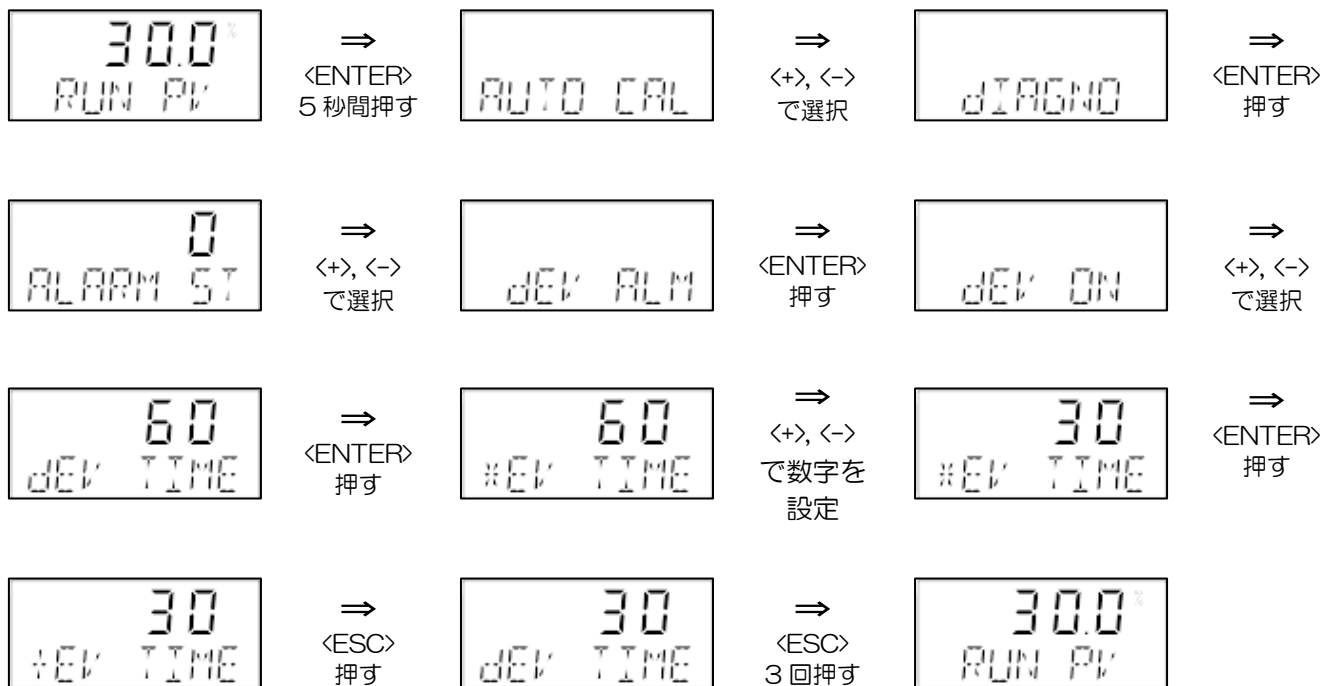 30.0 %
RUN PV
⇒
<ENTER>
5 秒間押す
AUTO CAL
⇒
<+>, <->
で選択
dIAGNO
⇒
<ENTER>
押す
0
ALARM ST
⇒
<+>, <->
で選択
dEV ALM
⇒
<ENTER>
押す
dEV ON
⇒
<+>, <->
で選択
60
dEV TIME
⇒
<ENTER>
押す
60
*EV TIME
⇒
<+>, <->
で数字を
設定
30
*EV TIME
⇒
<ENTER>
押す
30
+EV TIME
⇒
<ESC>
押す
30
dEV TIME
⇒
<ESC>
3 回押す
30.0 %
RUN PV